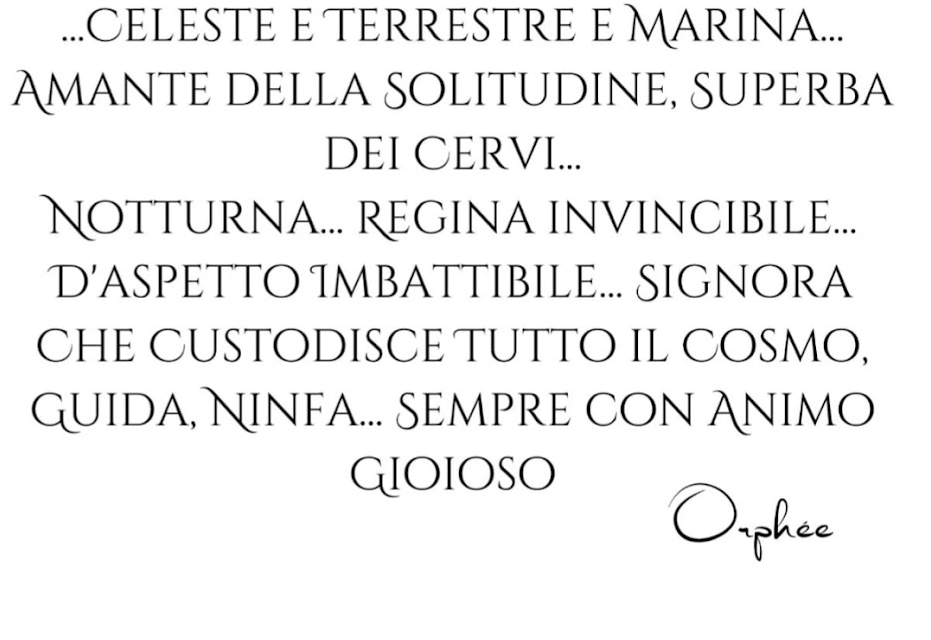 ...Celeste e Terrestre e Marina...
Amante della Solitudine, Superba
dei Cervi...
Notturna... Regina invincibile...
D'aspetto Imbattibile... Signora
che custodisce Tutto il Cosmo,
Guida, Ninfa... Sempre con Animo
Gioioso
Orphée